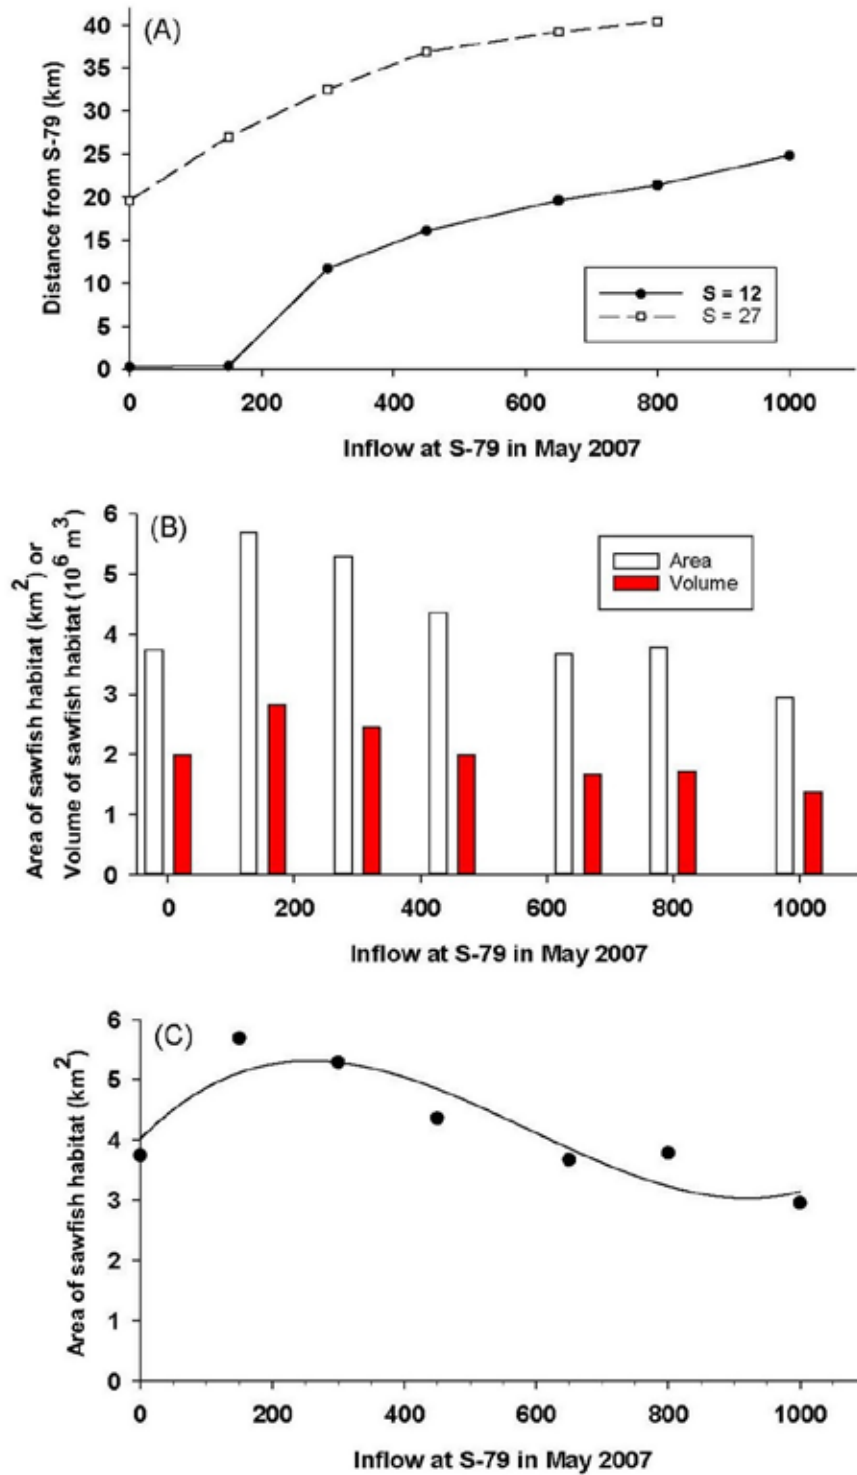 (A)
Distance from S-79 (km)
40
35
30
25
20
15
10
5
0
S = 12
S = 27
0 200 400 600 800 1000
Inflow at S-79 in May 2007
(B)
Area of sawfish habitat (km²) or
Volume of sawfish habitat (10⁶ m³)
6
5
4
3
2
1
0
Area
Volume
0 200 400 600 800 1000
Inflow at S-79 in May 2007
(C)
Area of sawfish habitat (km²)
6
5
4
3
2
1
0
0 200 400 600 800 1000
Inflow at S-79 in May 2007